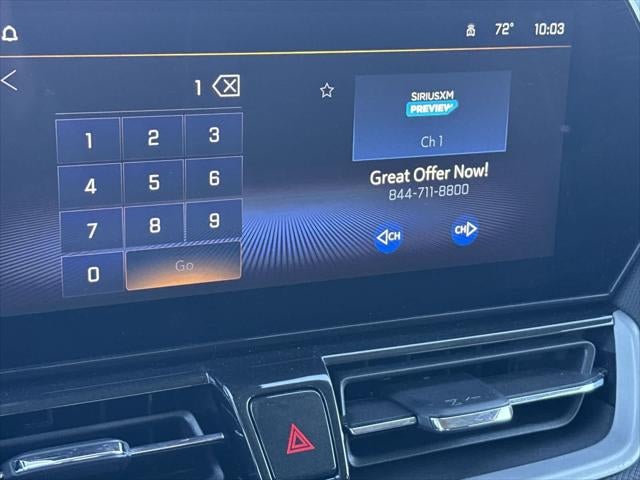 72° 10:03
1
SIRIUSXM
PREVIEW
Ch 1
1 2 3
4 5 6
7 8 9
0 Go
Great Offer Now!
844-711-8800
CH CH